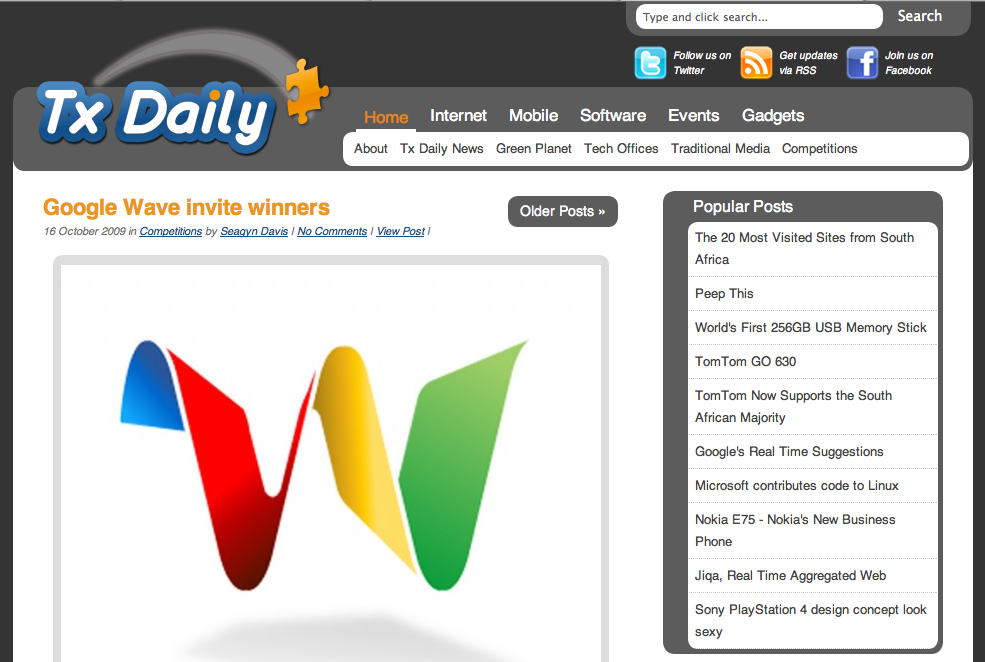 Type and click search...
Search
Follow us on
Twitter
Get updates
via RSS
Join us on
Facebook
Tx Daily
Home Internet Mobile Software Events Gadgets
About Tx Daily News Green Planet Tech Offices Traditional Media Competitions
Google Wave invite winners
16 October 2009 in Competitions by Seagyn Davis | No Comments | View Post |
Older Posts »
Popular Posts
The 20 Most Visited Sites from South
Africa
Peep This
World's First 256GB USB Memory Stick
TomTom GO 630
TomTom Now Supports the South
African Majority
Google's Real Time Suggestions
Microsoft contributes code to Linux
Nokia E75 - Nokia's New Business
Phone
Jiqa, Real Time Aggregated Web
Sony PlayStation 4 design concept look
sexy